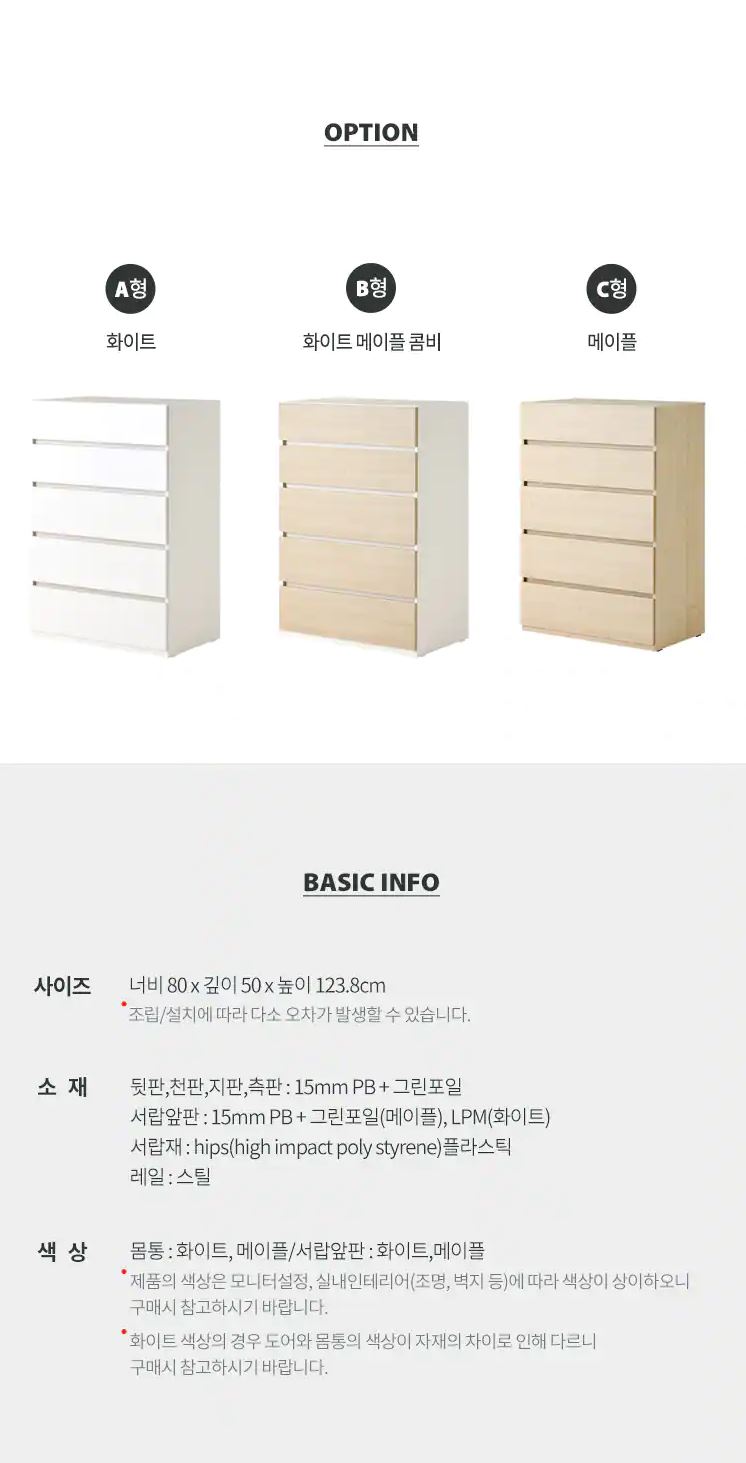 OPTION
A형
B형
C형
화이트
화이트 메이플 콤비
메이플
BASIC INFO
사이즈
너비 80 x 깊이 50 x 높이 123.8cm
조립/설치에 따라 다소 오차가 발생할 수 있습니다.
소 재
뒷판,천판,지판,측판 : 15mm PB + 그린포일
서랍앞판 : 15mm PB + 그린포일(메이플), LPM(화이트)
서랍재 : hips(high impact poly styrene)플라스틱
레일 : 스틸
색 상
몸통 : 화이트, 메이플/서랍앞판 : 화이트,메이플
제품의 색상은 모니터설정, 실내인테리어(조명, 벽지 등)에 따라 색상이 상이하오니
구매시 참고하시기 바랍니다.
화이트 색상의 경우 도어와 몸통의 색상이 자재의 차이로 인해 다르니
구매시 참고하시기 바랍니다.